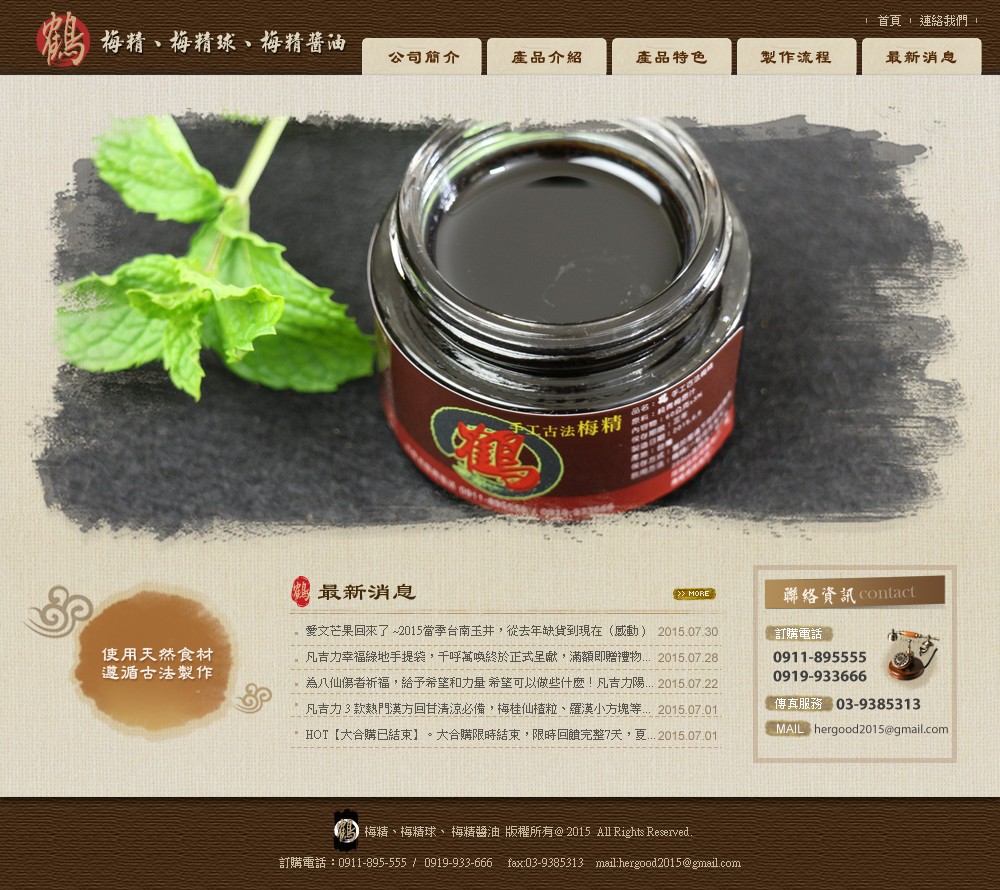 鶴 梅精、梅精球、梅精醬油
首頁 連絡我們
公司簡介 產品介紹 產品特色 製作流程 最新消息
手工古法梅精
鶴
使用天然食材
遵循古法製作
鶴 最新消息 MORE
愛文芒果回來了 ~2015當季台南玉井，從去年缺貨到現在（感動） 2015.07.30
凡吉力幸福綠地手提袋，千呼萬喚終於正式呈獻，滿額即贈禮物... 2015.07.28
為八仙傷者祈福，給予希望和力量 希望可以做些什麼！凡吉力陽... 2015.07.22
凡吉力 3 款熱門漢方回甘清涼必備，梅桂仙楂粒、羅漢小方塊等... 2015.07.01
HOT【大合購已結束】。大合購限時結束，限時回饋完整7天，夏... 2015.07.01
聯絡資訊 contact
訂購電話
0911-895555
0919-933666
傳真服務 03-9385313
MAIL hergood2015@gmail.com
鶴 梅精、梅精球、 梅精醬油 版權所有@ 2015 All Rights Reserved.
訂購電話：0911-895-555 / 0919-933-666 fax:03-9385313 mail:hergood2015@gmail.com